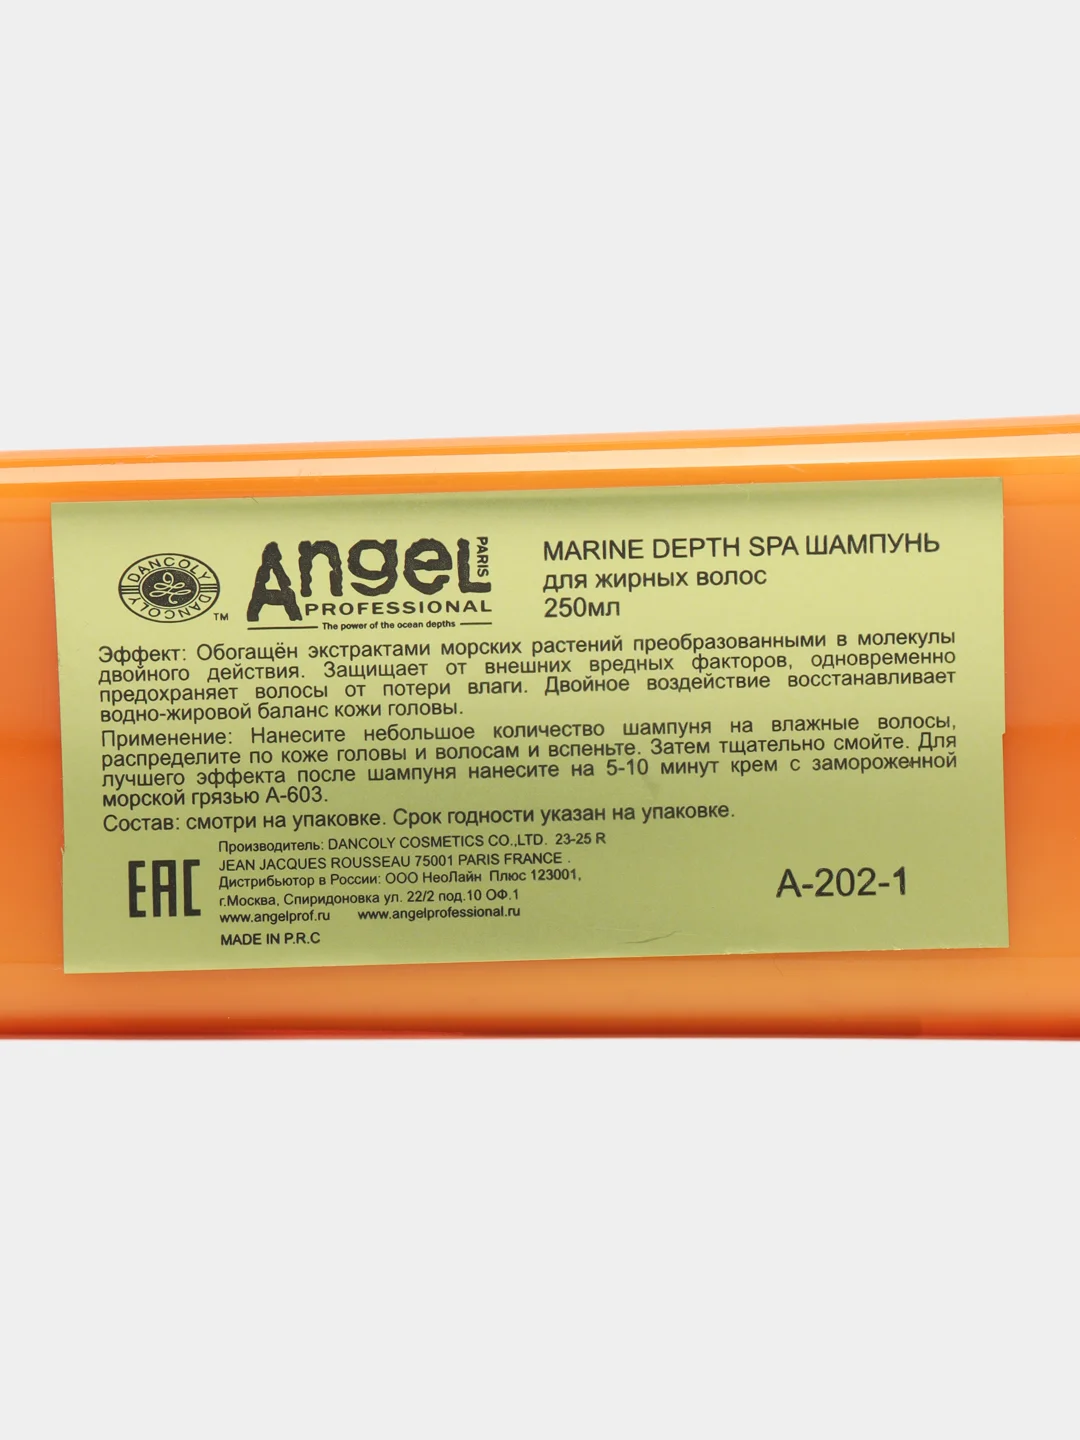 DANCOLY DANCOLY
TM
Angel PARIS
PROFESSIONAL
The power of the ocean depths
MARINE DEPTH SPA ШАМПУНЬ
для жирных волос
250мл
Эффект: Обогащён экстрактами морских растений преобразованными в молекулы
двойного действия. Защищает от внешних вредных факторов, одновременно
предохраняет волосы от потери влаги. Двойное воздействие восстанавливает
водно-жировой баланс кожи головы.
Применение: Нанесите небольшое количество шампуня на влажные волосы,
распределите по коже головы и волосам и вспеньте. Затем тщательно смойте. Для
лучшего эффекта после шампуня нанесите на 5-10 минут крем с замороженной
морской грязью А-603.
Состав: смотри на упаковке. Срок годности указан на упаковке.
EAC
Производитель: DANCOLY COSMETICS CO.,LTD. 23-25 R
JEAN JACQUES ROUSSEAU 75001 PARIS FRANCE .
Дистрибьютор в России: ООО НеоЛайн Плюс 123001,
г.Москва, Спиридоновка ул. 22/2 под.10 ОФ.1
www.angelprof.ru www.angelprofessional.ru
MADE IN P.R.C
A-202-1